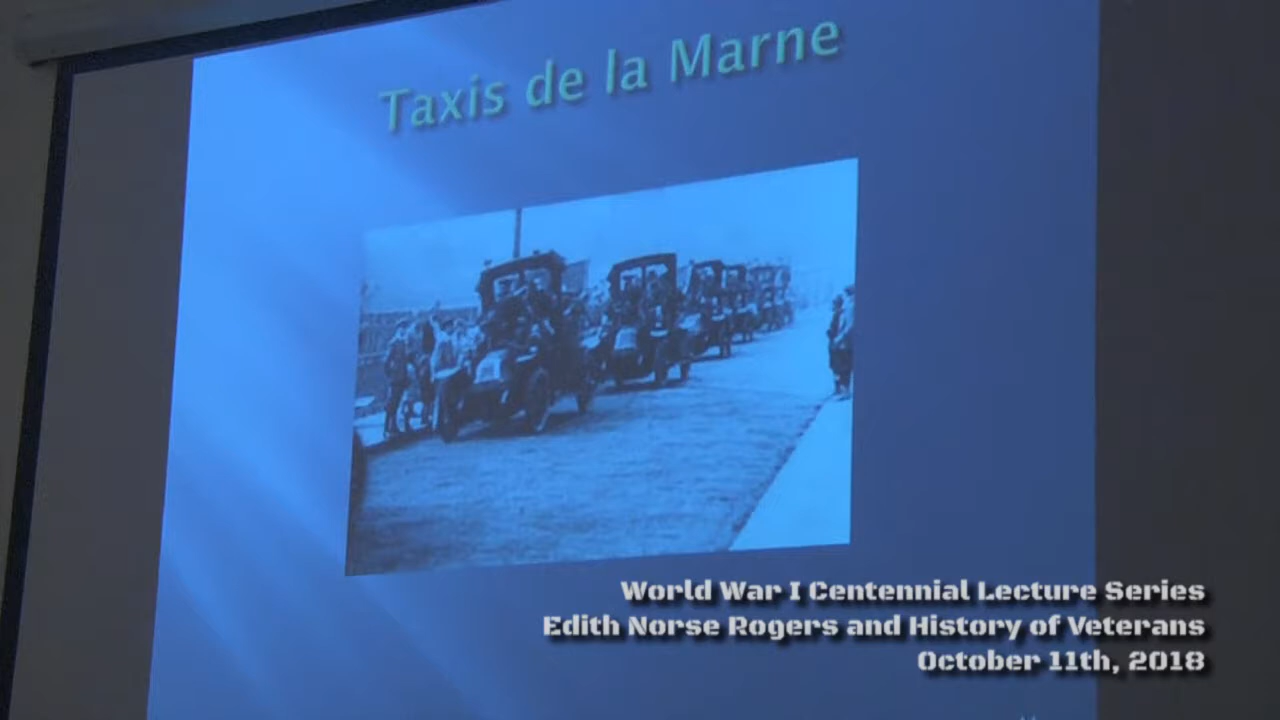 Taxis de la Marne
World War I Centennial Lecture Series
Edith Norse Rogers and History of Veterans
October 11th, 2018